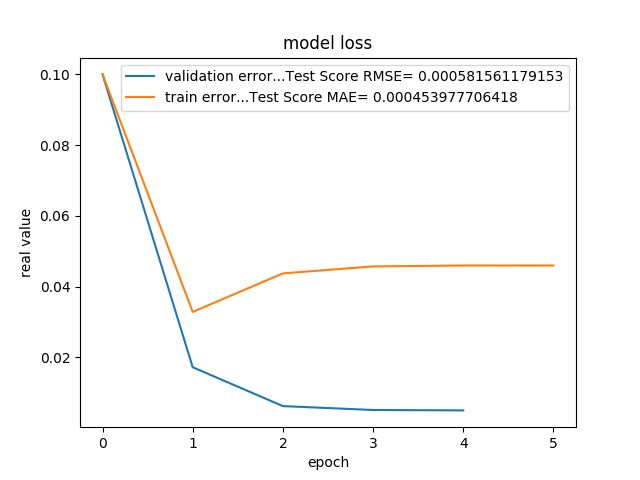 model loss
validation error...Test Score RMSE= 0.000581561179153
train error...Test Score MAE= 0.000453977706418
0.10
0.08
0.06
0.04
0.02
real value
0 1 2 3 4 5
epoch